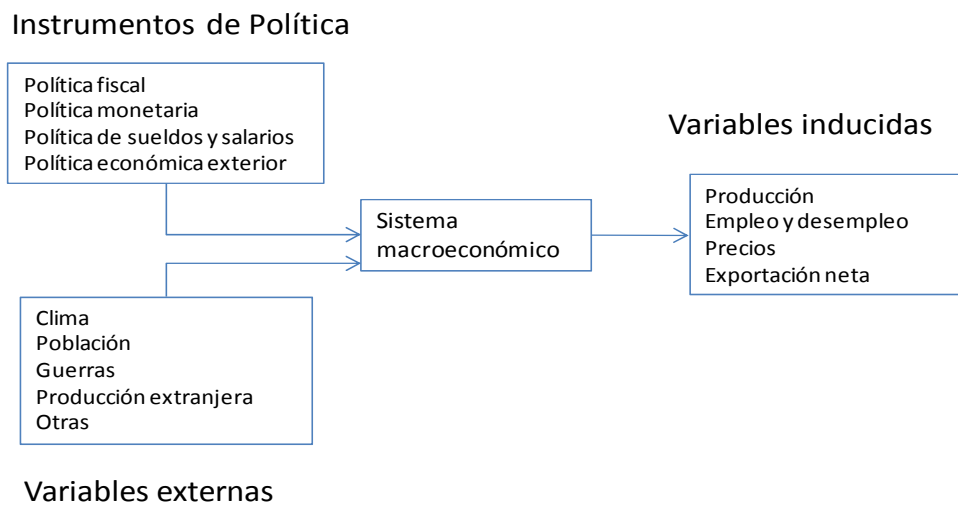 Instrumentos de Política
Política fiscal
Política monetaria
Política de sueldos y salarios
Política económica exterior
Variables inducidas
Sistema
macroeconómico
Producción
Empleo y desempleo
Precios
Exportación neta
Clima
Población
Guerras
Producción extranjera
Otras
Variables externas